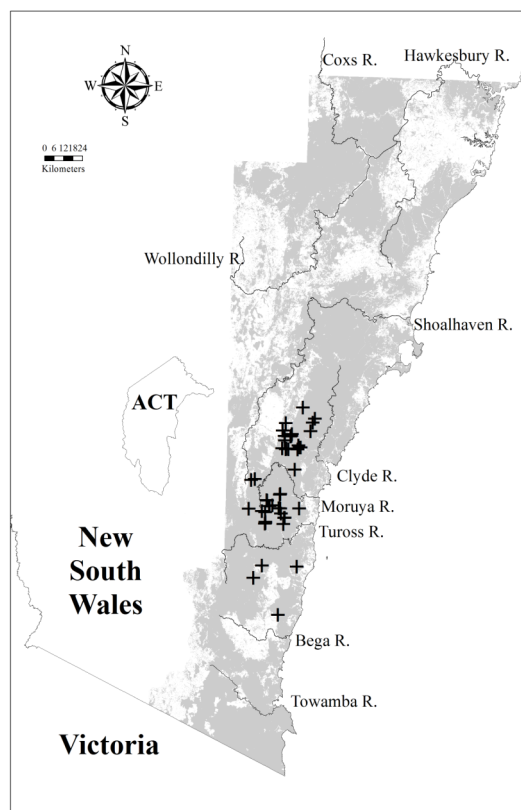 Coxs R.
Hawkesbury R.
N
W
E
S
0 6 121824
Kilometers
Wollondilly R.
Shoalhaven R.
ACT
Clyde R.
Moruya R.
Tuross R.
New
South
Wales
Bega R.
Towamba R.
Victoria